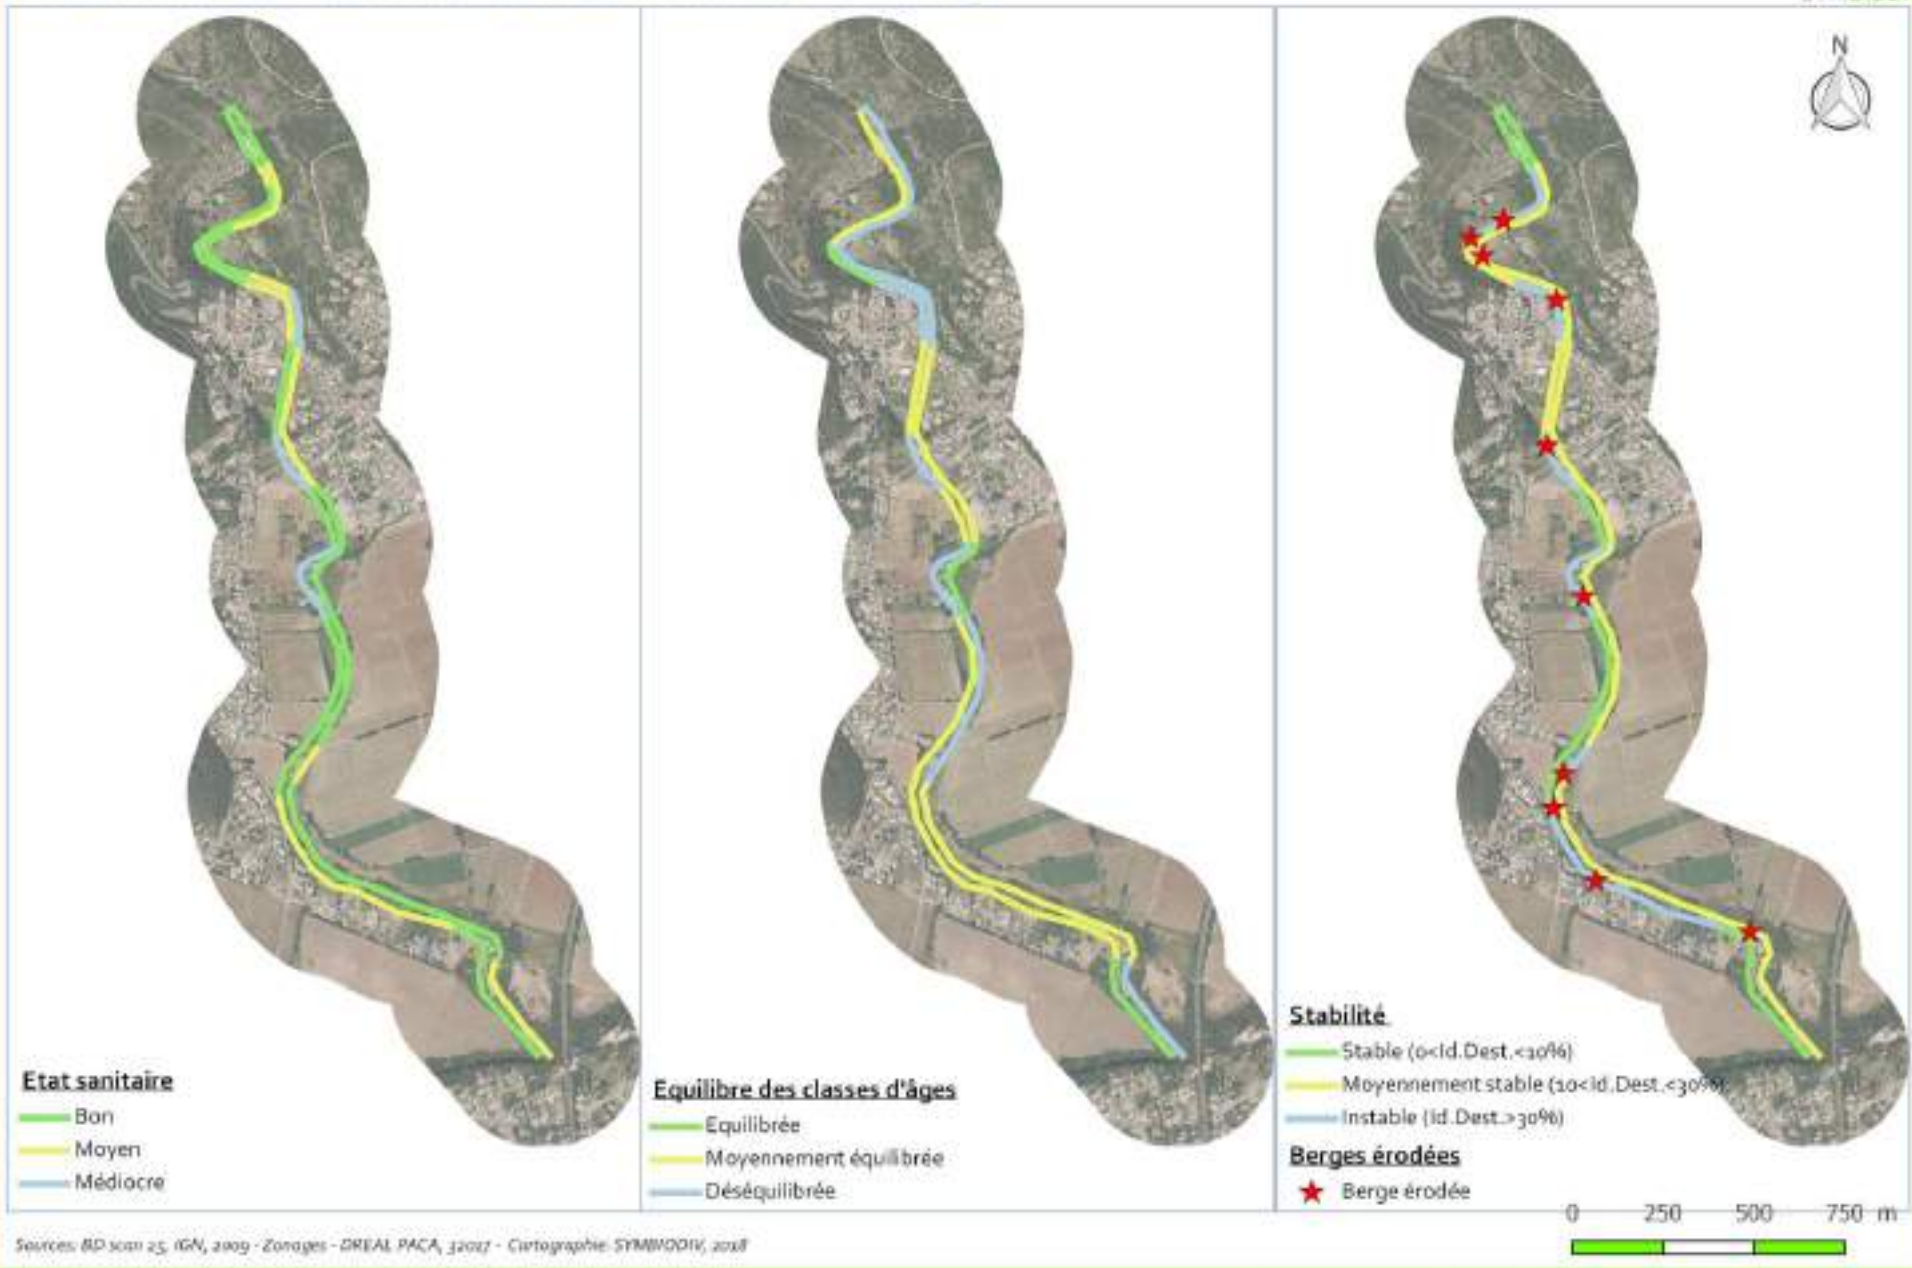 N
Etat sanitaire
Bon
Moyen
Médiocre
Equilibre des classes d'âges
Equilibrée
Moyennement équilibrée
Déséquilibrée
Stabilité
Stable (0<Id.Dest.<10%)
Moyennement stable (10<Id.Dest.<30%)
Instable (Id.Dest.>30%)
Berges érodées
Berge érodée
0 250 500 750 m
Sources: BD scan 25, IGN, 2009 - Zonages - DREAL PACA, 32017 - Cartographie: SYMBIODIV, 2018